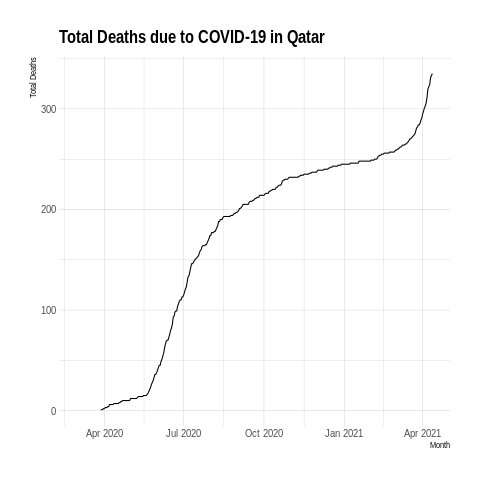 Total Deaths due to COVID-19 in Qatar
Total Deaths
300
200
100
0
Apr 2020 Jul 2020 Oct 2020 Jan 2021 Apr 2021
Month